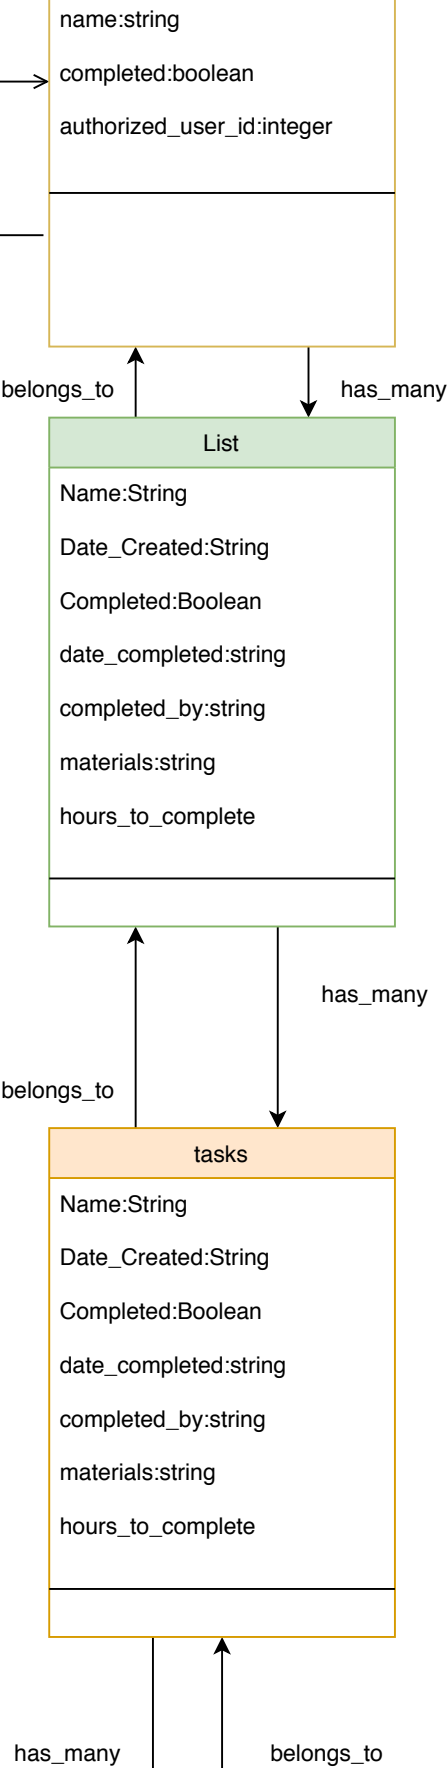 name:string
completed:boolean
authorized_user_id:integer
belongs_to
has_many
List
Name:String
Date_Created:String
Completed:Boolean
date_completed:string
completed_by:string
materials:string
hours_to_complete
has_many
belongs_to
tasks
Name:String
Date_Created:String
Completed:Boolean
date_completed:string
completed_by:string
materials:string
hours_to_complete
has_many
belongs_to